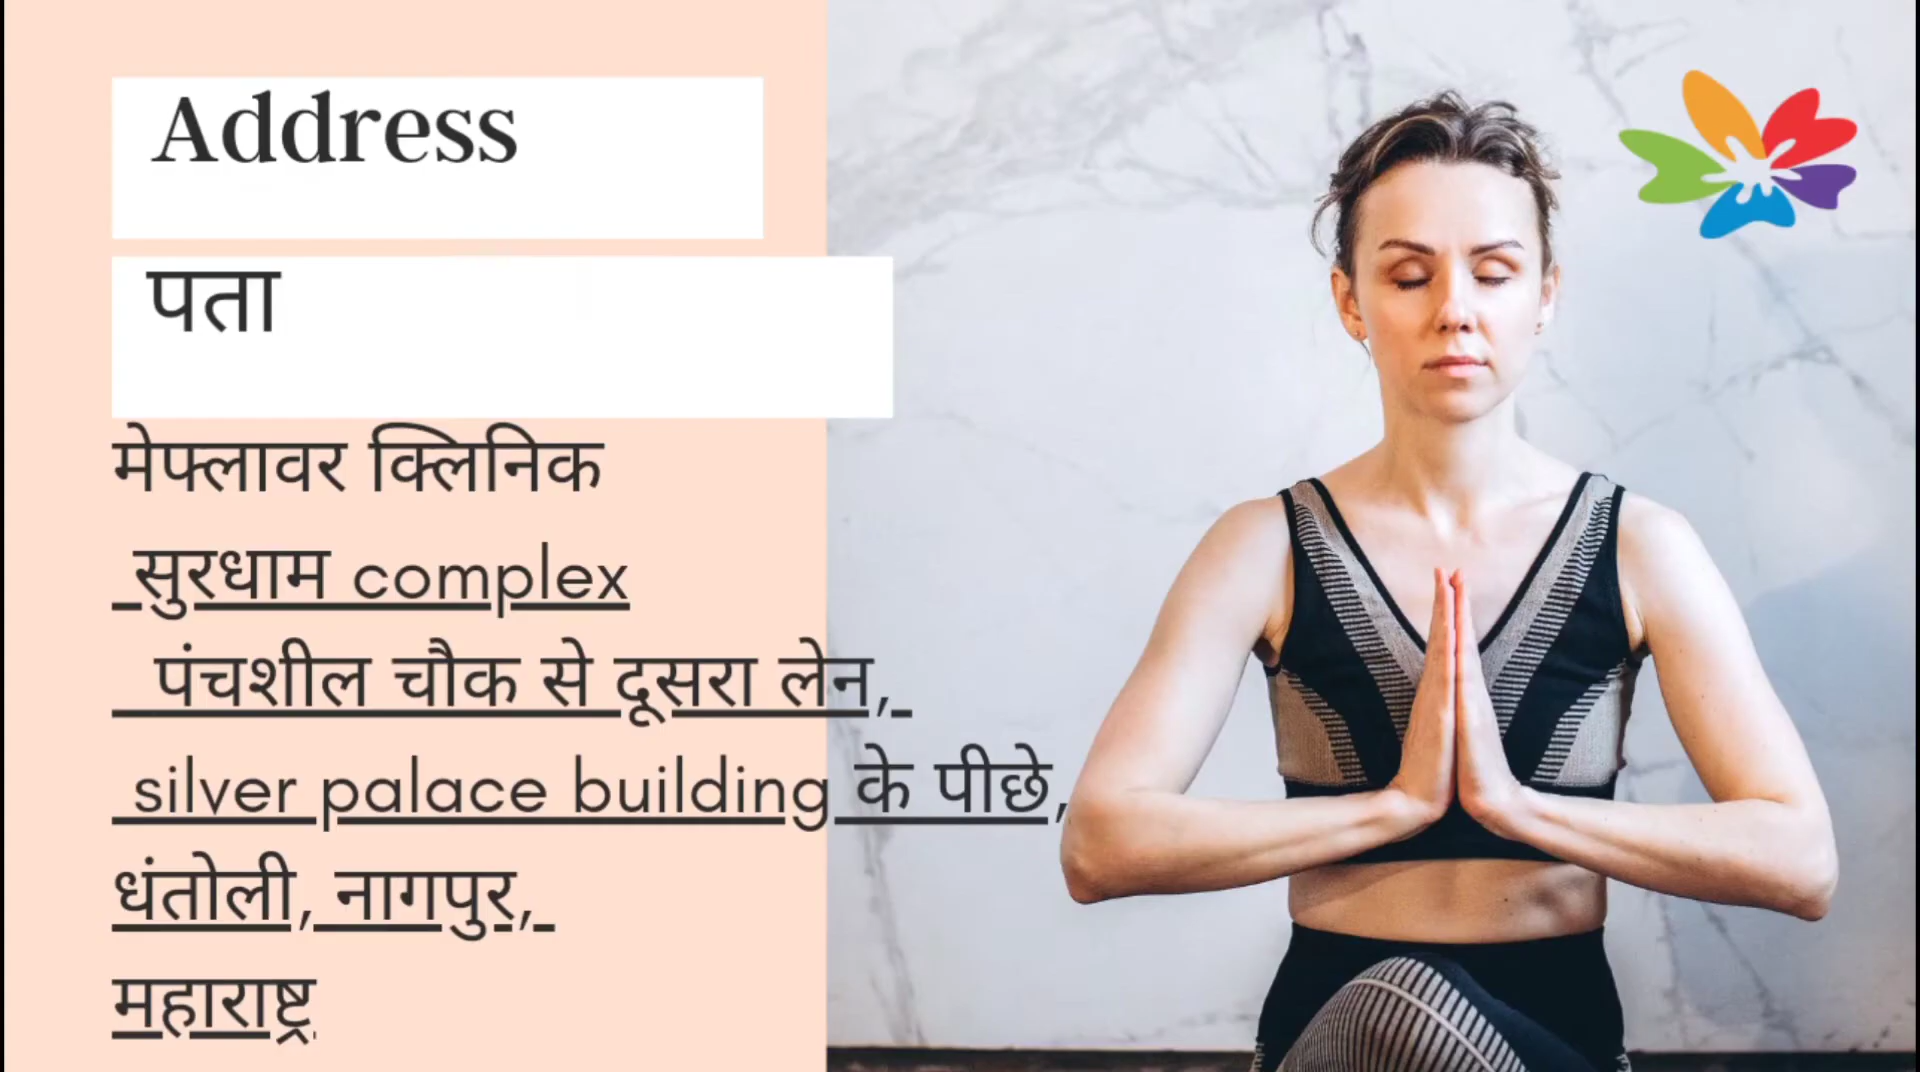 Address
पता
मेफ्लावर क्लिनिक
सुरधाम complex
पंचशील चौक से दूसरा लेन,
silver palace building के पीछे,
धंतोली, नागपुर,
महाराष्ट्र